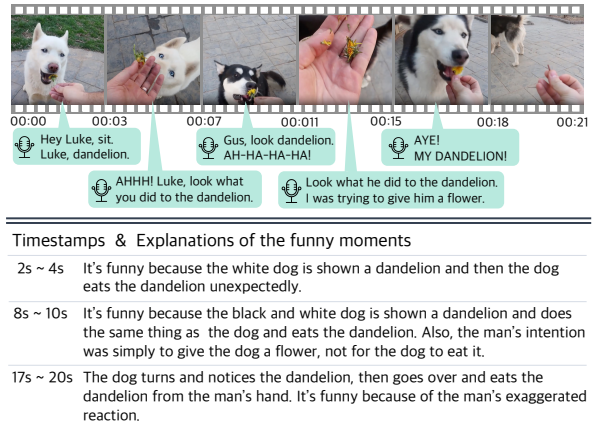 00:00 00:03 00:07 00:011 00:15 00:18 00:21
Hey Luke, sit.
Luke, dandelion.
Gus, look dandelion.
AH-HA-HA-HA!
AYE!
MY DANDELION!
AHHH! Luke, look what
you did to the dandelion.
Look what he did to the dandelion.
I was trying to give him a flower.
Timestamps & Explanations of the funny moments
2s ~ 4s It's funny because the white dog is shown a dandelion and then the dog
eats the dandelion unexpectedly.
8s ~ 10s It's funny because the black and white dog is shown a dandelion and does
the same thing as the dog and eats the dandelion. Also, the man's intention
was simply to give the dog a flower, not for the dog to eat it.
17s ~ 20s The dog turns and notices the dandelion, then goes over and eats the
dandelion from the man's hand. It's funny because of the man's exaggerated
reaction.